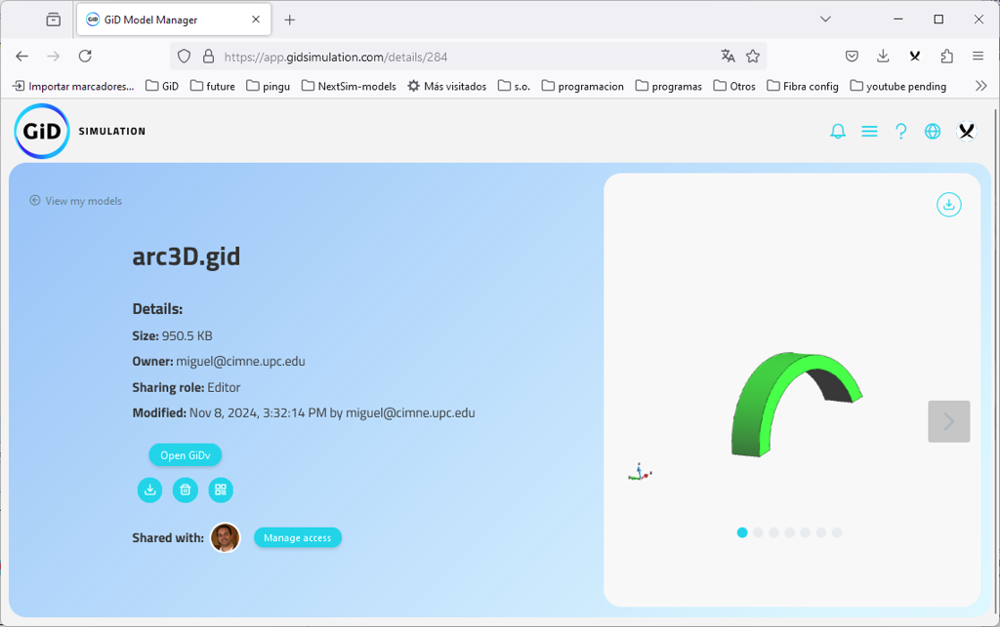 GiD Model Manager
https://app.gidsimulation.com/details/284
Importar marcadores... GiD future pingu NextSim-models Más visitados s.o. programacion programas Otros Fibra config youtube pending
GiD SIMULATION
View my models
arc3D.gid
Details:
Size: 950.5 KB
Owner: miguel@cimne.upc.edu
Sharing role: Editor
Modified: Nov 8, 2024, 3:32:14 PM by miguel@cimne.upc.edu
Open GiDv
Shared with:
Manage access